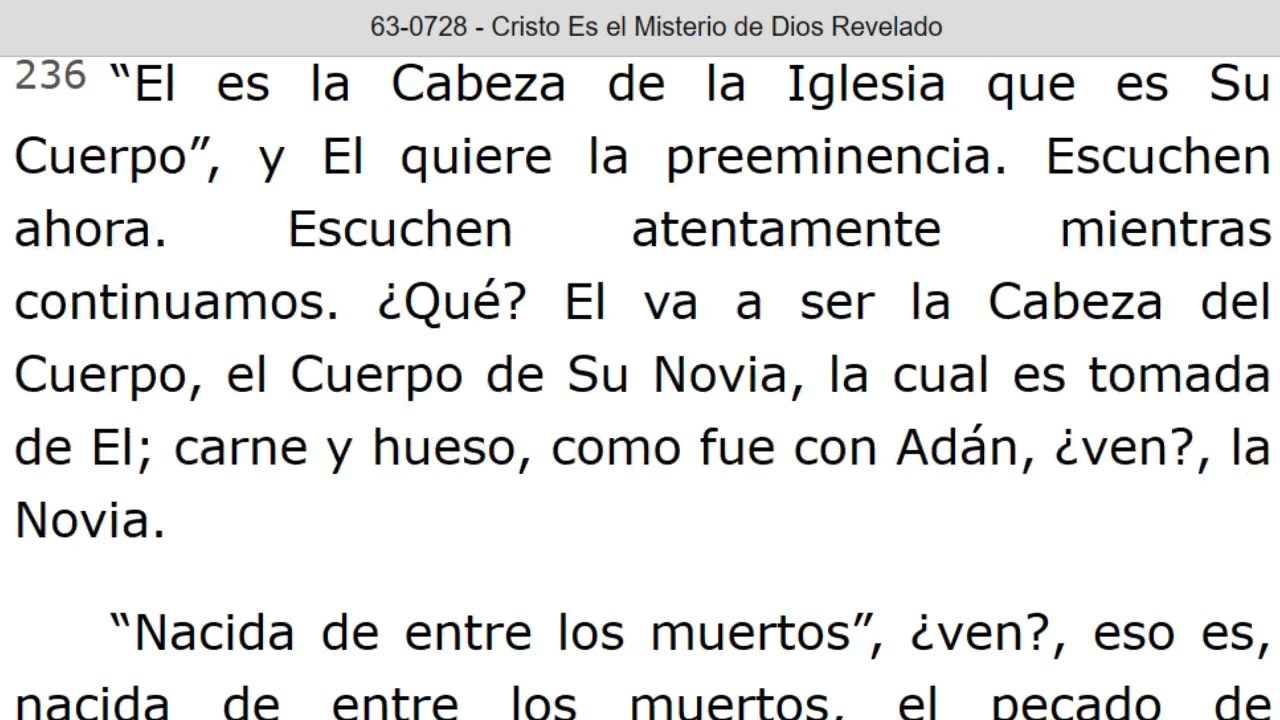 63-0728 - Cristo Es el Misterio de Dios Revelado
236 “El es la Cabeza de la Iglesia que es Su
Cuerpo”, y El quiere la preeminencia. Escuchen
ahora. Escuchen atentamente mientras
continuamos. ¿Qué? El va a ser la Cabeza del
Cuerpo, el Cuerpo de Su Novia, la cual es tomada
de El; carne y hueso, como fue con Adán, ¿ven?, la
Novia.
“Nacida de entre los muertos”, ¿ven?, eso es,
nacida de entre los muertos, el pecado de